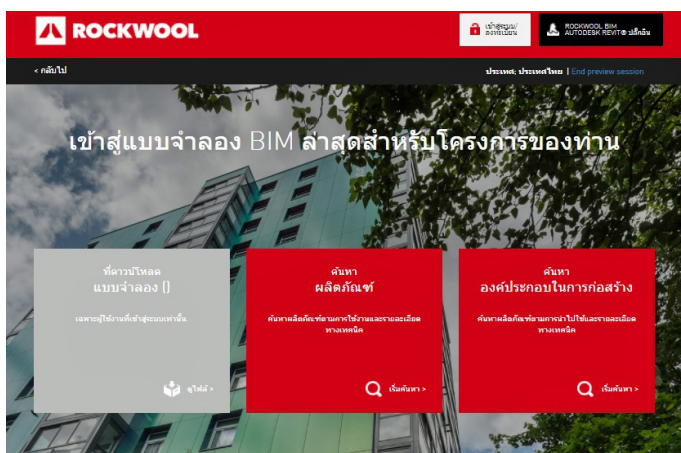 ROCKWOOL
เข้าสู่ระบบ/
ลงทะเบียน
ROCKWOOL BIM
AUTODESK REVIT® ปลั๊กอิน
< กลับไป
ประเทศ: ประเทศไทย | End preview session
เข้าสู่แบบจำลอง BIM ล่าสุดสำหรับโครงการของท่าน
ที่ดาวน์โหลด
แบบจำลอง ()
เฉพาะผู้ใช้งานที่เข้าสู่ระบบเท่านั้น
ดูไฟล์ >
ค้นหา
ผลิตภัณฑ์
ค้นหาผลิตภัณฑ์ตามการใช้งานและรายละเอียด
ทางเทคนิค
เริ่มค้นหา >
ค้นหา
องค์ประกอบในการก่อสร้าง
ค้นหาผลิตภัณฑ์ตามการนำไปใช้และรายละเอียด
ทางเทคนิค
เริ่มค้นหา >